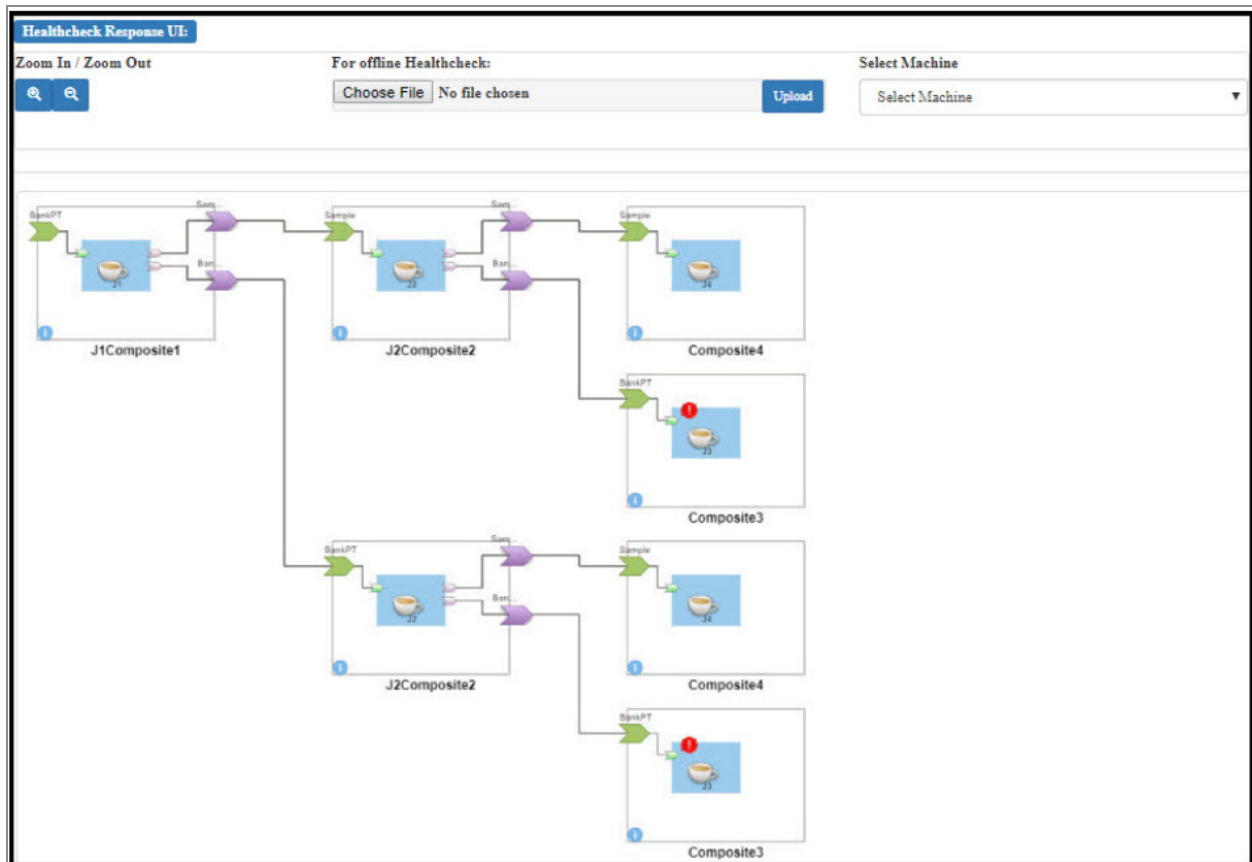 Healthcheck Response UI:
Zoom In / Zoom Out
For offline Healthcheck:
Select Machine
Choose File No file chosen
Upload
Select Machine
BankPT
Sam...
Sample
Sam...
Sample
J1
Ban...
J2
Ban...
J4
J1Composite1
J2Composite2
Composite4
BankPT
J3
Composite3
BankPT
Sam...
Sample
J2
Ban...
J4
J2Composite2
Composite4
BankPT
J3
Composite3